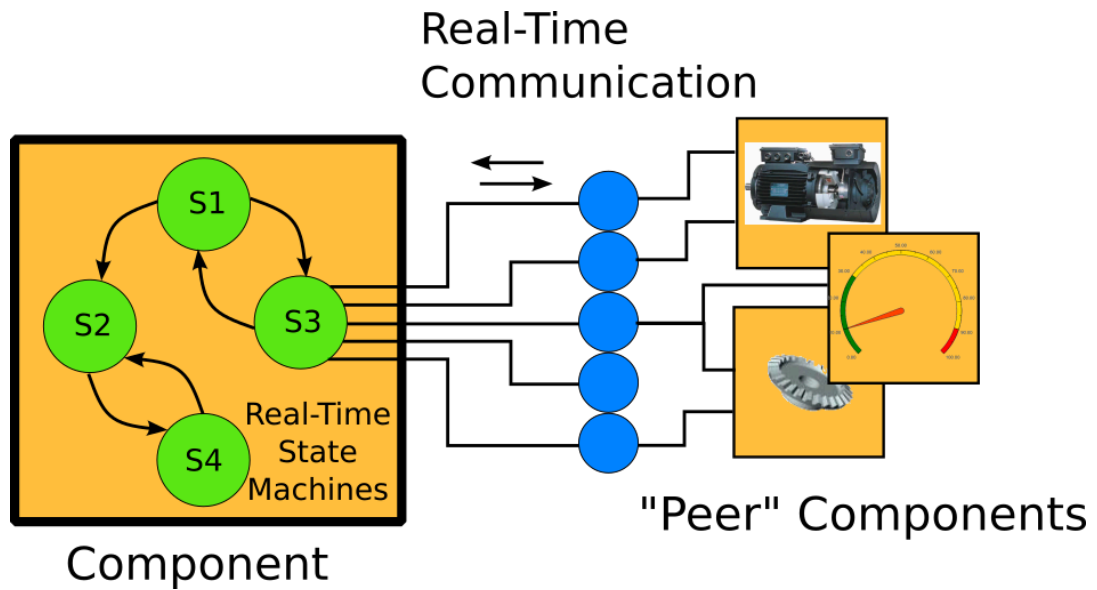 Real-Time
Communication
S1
S2
S3
S4
Real-Time
State
Machines
Component
"Peer" Components